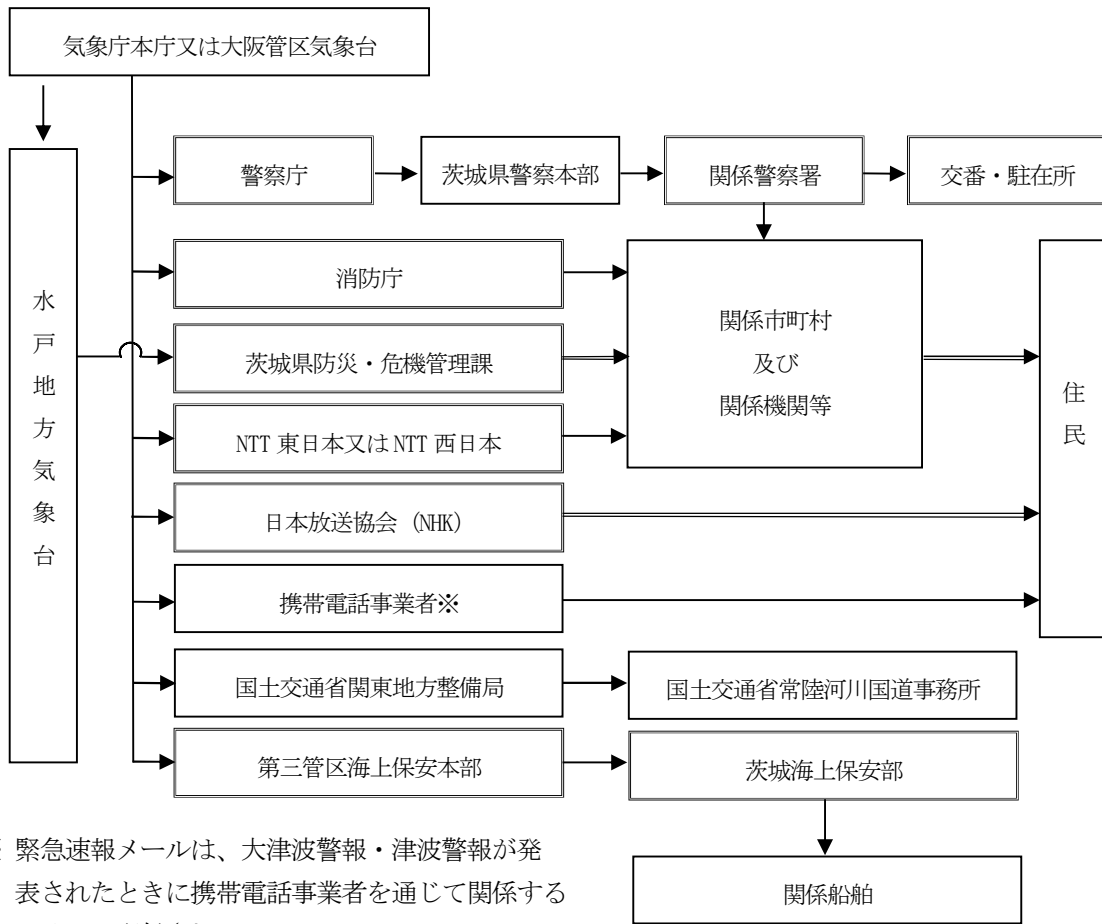 気象庁本庁又は大阪管区気象台
警察庁
茨城県警察本部
関係警察署
交番・駐在所
水戸地方気象台
消防庁
茨城県防災・危機管理課
NTT 東日本又は NTT 西日本
関係市町村
及び
関係機関等
住民
日本放送協会 (NHK)
携帯電話事業者※
国土交通省関東地方整備局
国土交通省常陸河川国道事務所
第三管区海上保安本部
茨城海上保安部
緊急速報メールは、大津波警報・津波警報が発
表されたときに携帯電話事業者を通じて関係する
関係船舶